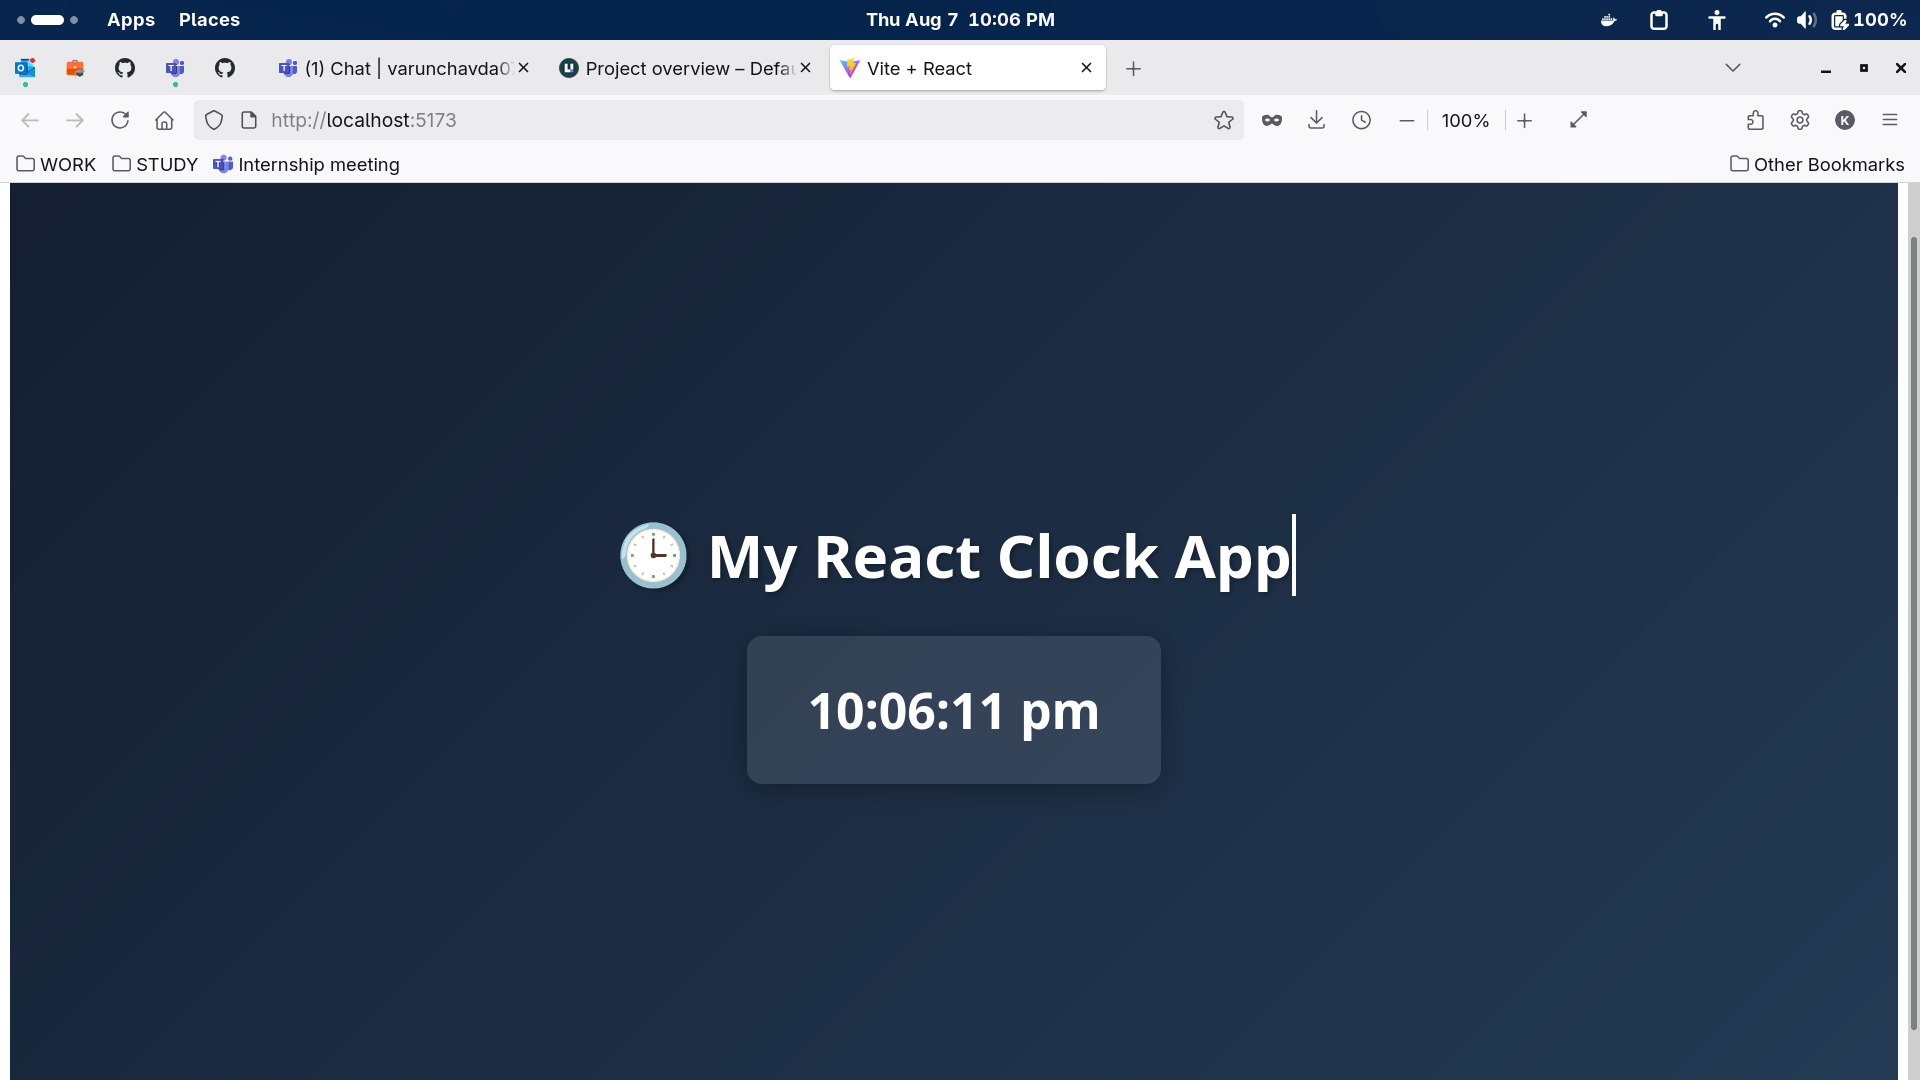 Apps Places Thu Aug 7 10:06 PM 100%
(1) Chat | varunchavda0 Project overview – Defau Vite + React
http://localhost:5173 100% K
WORK STUDY Internship meeting Other Bookmarks
🕒 My React Clock App
10:06:11 pm